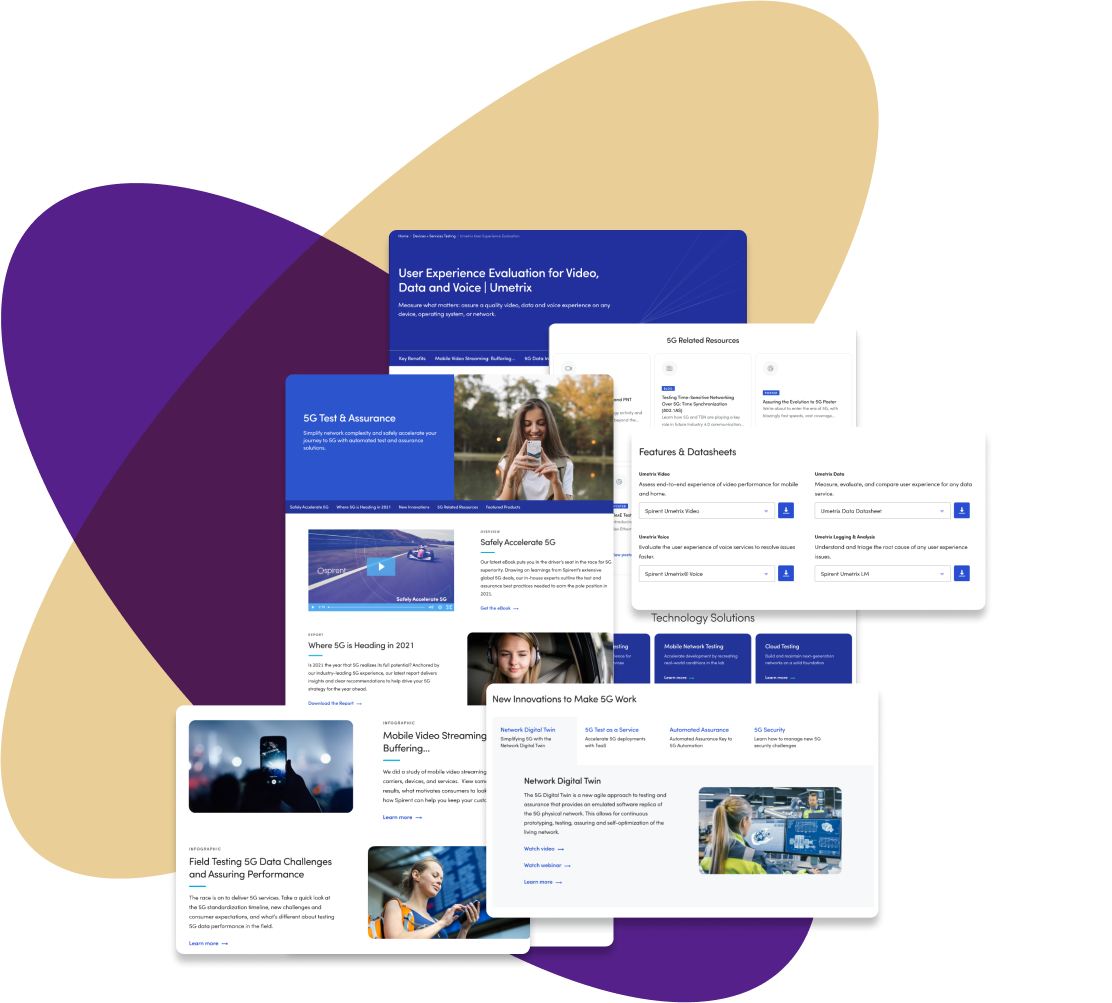 Home / Devices + Services Testing / Umetrix User Experience Evaluation
User Experience Evaluation for Video,
Data and Voice | Umetrix
Measure what matters: assure a quality video, data and voice experience on any
device, operating system, or network.
Key Benefits
Mobile Video Streaming: Buffering...
5G Related Resources
and PNT
BLOG
Testing Time-Sensitive Networking
Over 5G: Time Synchronization
(802.1AS)
Learn how 5G and TSN are playing a key
role in future Industry 4.0 communication...
POSTER
Assuring the Evolution to 5G Poster
We're about to enter the era of 5G, with
blazingly fast speeds, and coverage...
5G Test & Assurance
Simplify network complexity and safely accelerate your
journey to 5G with automated test and assurance
solutions.
Safely Accelerate 5G
Where 5G is Heading in 2021
New Innovations
5G Related Resources
Featured Products
Spirent
Safely Accelerate 5G
OVERVIEW
Safely Accelerate 5G
Our latest eBook puts you in the driver's seat in the race for 5G
superiority. Drawing on learnings from Spirent's extensive
global 5G deals, our in-house experts outline the test and
assurance best practices needed to earn the pole position in
2021.
Get the eBook →
REPORT
Where 5G is Heading in 2021
Is 2021 the year that 5G realizes its full potential? Anchored by
our industry-leading 5G experience, our latest report delivers
insights and clear recommendations to help drive your 5G
strategy for the year ahead.
Download the Report →
Features & Datasheets
Umetrix Video
Assess end-to-end experience of video performance for mobile
and home.
Spirent Umetrix Video
Umetrix Data
Measure, evaluate, and compare user experience for any data
service.
Umetrix Data Datasheet
Umetrix Voice
Evaluate the user experience of voice services to resolve issues
faster.
Spirent Umetrix® Voice
Umetrix Logging & Analysis
Understand and triage the root cause of any user experience
issues.
Spirent Umetrix LM
Technology Solutions
Mobile Network Testing
Accelerate development by recreating
real-world conditions in the lab
Learn more →
Cloud Testing
Build and maintain next-generation
networks on a solid foundation
Learn more →
INFOGRAPHIC
Mobile Video Streaming
Buffering...
We did a study of mobile video streaming
carriers, devices, and services. View som
results, what motivates consumers to look
how Spirent can help you keep your custo
Learn more →
INFOGRAPHIC
Field Testing 5G Data Challenges
and Assuring Performance
The race is on to deliver 5G services. Take a quick look at
the 5G standardization timeline, new challenges and
consumer expectations, and what's different about testing
5G data performance in the field.
Learn more →
New Innovations to Make 5G Work
Network Digital Twin
Simplifying 5G with the
Network Digital Twin
5G Test as a Service
Accelerate 5G deployments
with TaaS
Automated Assurance
Automated Assurance Key to
5G Automation
5G Security
Learn how to manage new 5G
security challenges
Network Digital Twin
The 5G Digital Twin is a new agile approach to testing and
assurance that provides an emulated software replica of
the 5G physical network. This allows for continuous
prototyping, testing, assuring and self-optimization of the
living network.
Watch video →
Watch webinar →
Learn more →